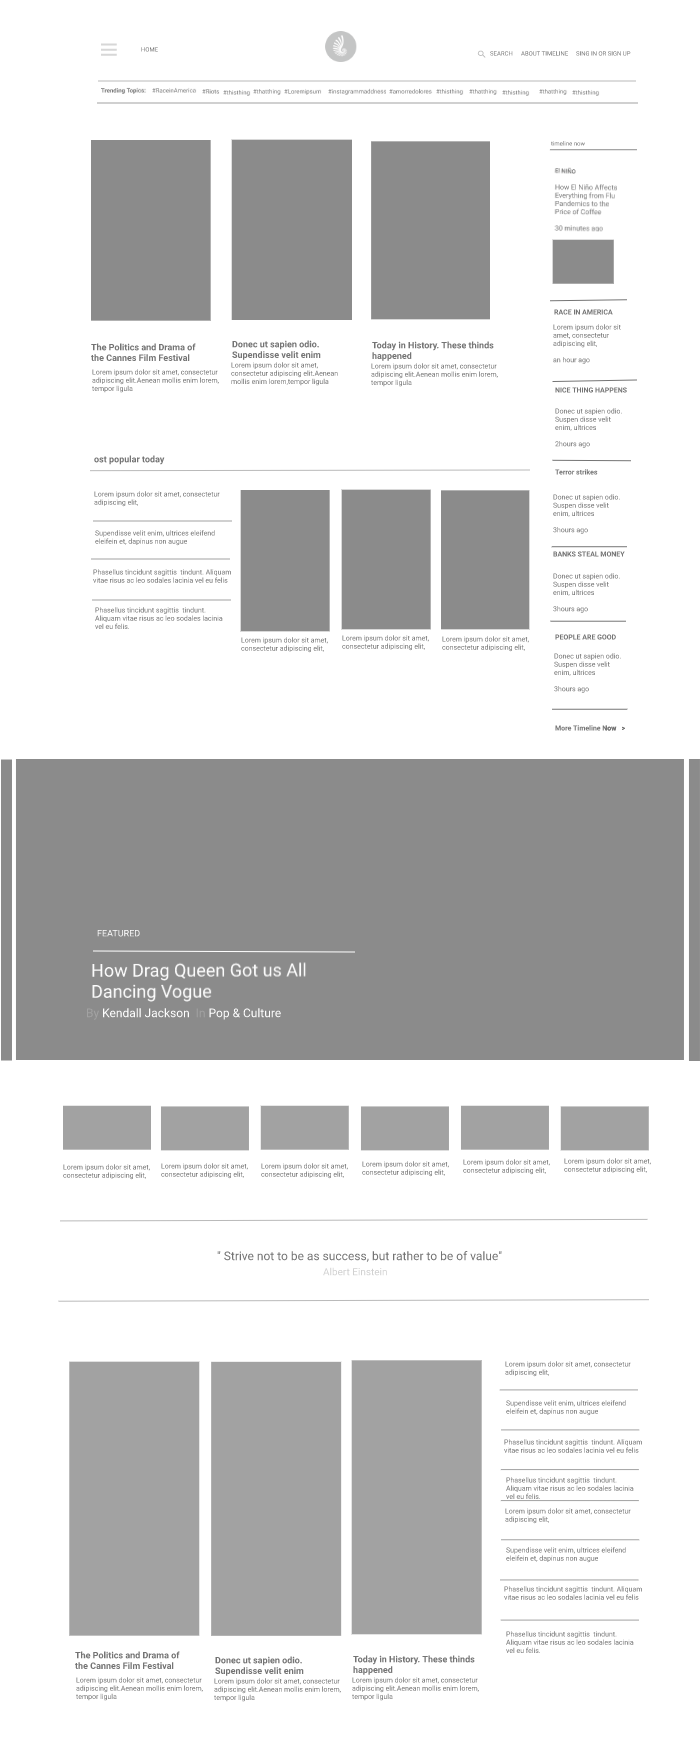 HOME
SEARCH ABOUT TIMELINE SING IN OR SIGN UP
Trending Topics: #RaceinAmerica #Riots #thisthing #thatthing #Loremipsum #instagrammaddness #amorredolores #thisthing #thatthing #thisthing #thatthing #thisthing
The Politics and Drama of
the Cannes Film Festival
Lorem ipsum dolor sit amet, consectetur
adipiscing elit.Aenean mollis enim lorem,
tempor ligula
Donec ut sapien odio.
Supendisse velit enim
Lorem ipsum dolor sit amet,
consectetur adipiscing elit.Aenean
mollis enim lorem,tempor ligula
Today in History. These thinds
happened
Lorem ipsum dolor sit amet, consectetur
adipiscing elit.Aenean mollis enim lorem,
tempor ligula
timeline now
El NIÑO
How El Niño Affects
Everything from Flu
Pandemics to the
Price of Coffee
30 minutes ago
RACE IN AMERICA
Lorem ipsum dolor sit
amet, consectetur
adipiscing elit,
an hour ago
NICE THING HAPPENS
Donec ut sapien odio.
Suspen disse velit
enim, ultrices
2hours ago
Terror strikes
Donec ut sapien odio.
Suspen disse velit
enim, ultrices
3hours ago
BANKS STEAL MONEY
Donec ut sapien odio.
Suspen disse velit
enim, ultrices
3hours ago
PEOPLE ARE GOOD
Donec ut sapien odio.
Suspen disse velit
enim, ultrices
3hours ago
More Timeline Now >
ost popular today
Lorem ipsum dolor sit amet, consectetur
adipiscing elit,
Supendisse velit enim, ultrices eleifend
eleifein et, dapinus non augue
Phasellus tincidunt sagittis tindunt. Aliquam
vitae risus ac leo sodales lacinia vel eu felis
Phasellus tincidunt sagittis tindunt.
Aliquam vitae risus ac leo sodales lacinia
vel eu felis.
Lorem ipsum dolor sit amet,
consectetur adipiscing elit,
Lorem ipsum dolor sit amet,
consectetur adipiscing elit,
Lorem ipsum dolor sit amet,
consectetur adipiscing elit,
FEATURED
How Drag Queen Got us All
Dancing Vogue
By Kendall Jackson in Pop & Culture
Lorem ipsum dolor sit amet,
consectetur adipiscing elit,
Lorem ipsum dolor sit amet,
consectetur adipiscing elit,
Lorem ipsum dolor sit amet,
consectetur adipiscing elit,
Lorem ipsum dolor sit amet,
consectetur adipiscing elit,
Lorem ipsum dolor sit amet,
consectetur adipiscing elit,
Lorem ipsum dolor sit amet,
consectetur adipiscing elit,
" Strive not to be as success, but rather to be of value"
Albert Einstein
The Politics and Drama of
the Cannes Film Festival
Lorem ipsum dolor sit amet, consectetur
adipiscing elit.Aenean mollis enim lorem,
tempor ligula
Donec ut sapien odio.
Supendisse velit enim
Lorem ipsum dolor sit amet, consectetur
adipiscing elit.Aenean mollis enim lorem,
tempor ligula
Today in History. These thinds
happened
Lorem ipsum dolor sit amet, consectetur
adipiscing elit.Aenean mollis enim lorem,
tempor ligula
Lorem ipsum dolor sit amet, consectetur
adipiscing elit,
Supendisse velit enim, ultrices eleifend
eleifein et, dapinus non augue
Phasellus tincidunt sagittis tindunt. Aliquam
vitae risus ac leo sodales lacinia vel eu felis
Phasellus tincidunt sagittis tindunt.
Aliquam vitae risus ac leo sodales lacinia
vel eu felis.
Lorem ipsum dolor sit amet, consectetur
adipiscing elit,
Supendisse velit enim, ultrices eleifend
eleifein et, dapinus non augue
Phasellus tincidunt sagittis tindunt. Aliquam
vitae risus ac leo sodales lacinia vel eu felis
Phasellus tincidunt sagittis tindunt.
Aliquam vitae risus ac leo sodales lacinia
vel eu felis.